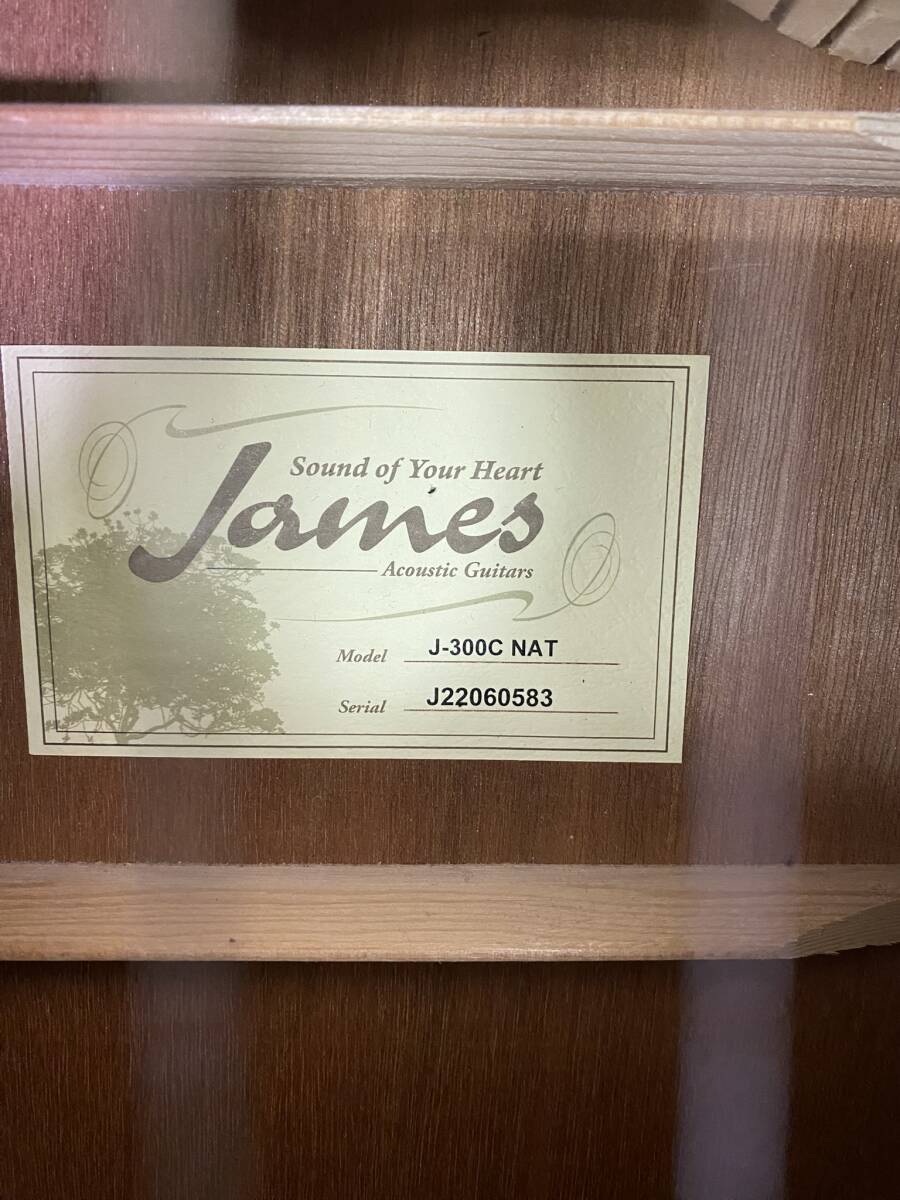 Sound of Your Heart
James
Acoustic Guitars
Model J-300C NAT
Serial J22060583